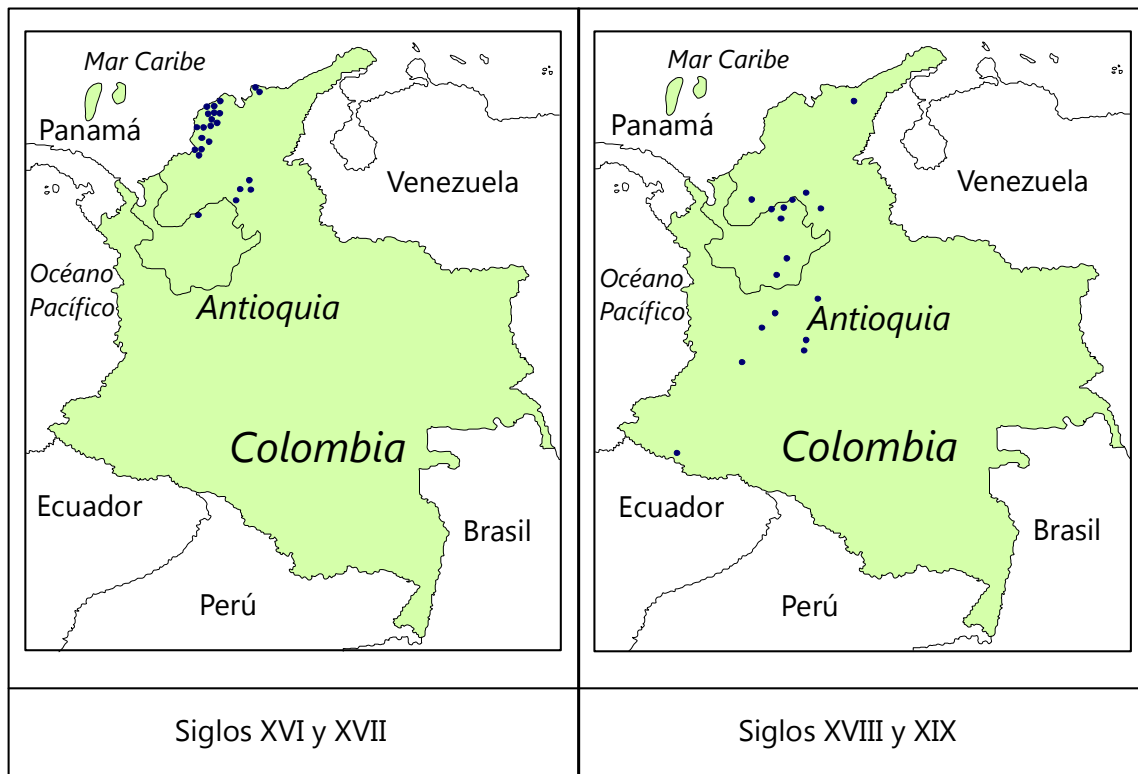 Mar Caribe
Panamá
Venezuela
Océano
Pacífico
Antioquia
Colombia
Ecuador
Brasil
Perú
Siglos XVI y XVII
Mar Caribe
Panamá
Venezuela
Océano
Pacífico
Antioquia
Colombia
Ecuador
Brasil
Perú
Siglos XVIII y XIX